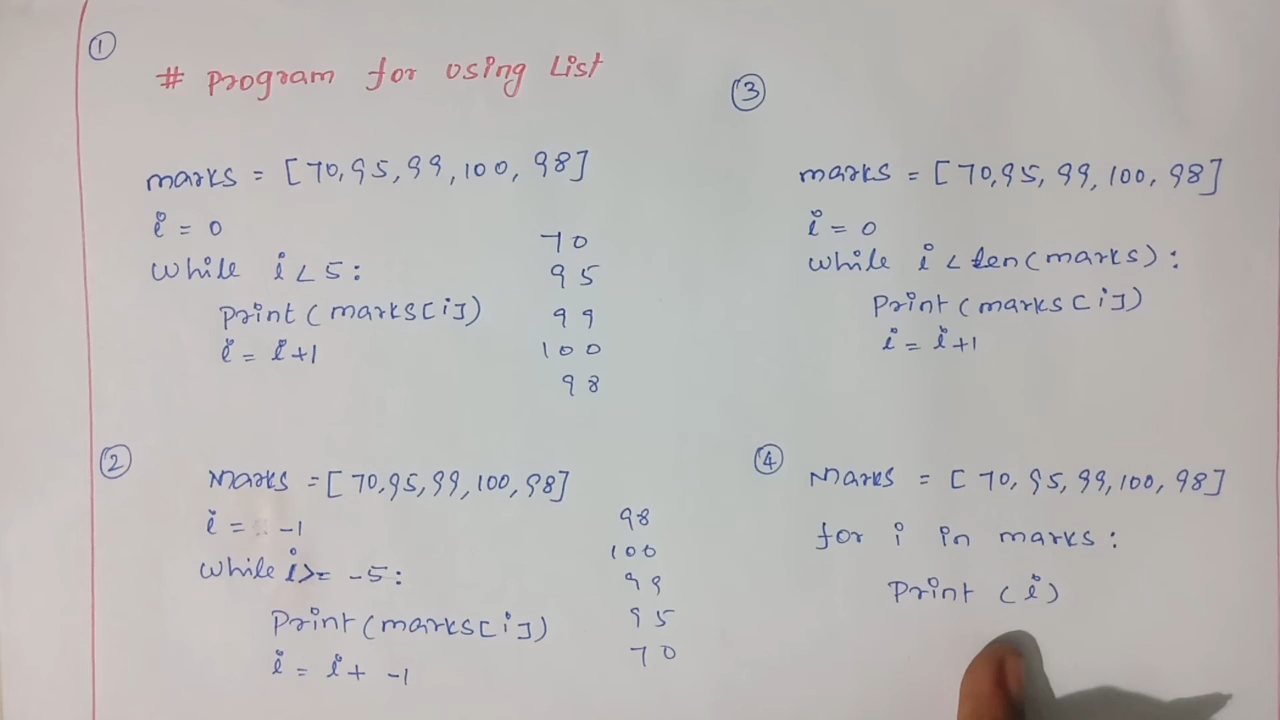 ①
# Program for using List
marks = [70,95,99,100,98]
i = 0
while i<5:
print(marks[i])
i = i+1
70
95
99
100
98
②
Marks = [70,95,99,100,98]
i = -1
while i>= -5:
Print(marks[i])
i = i+ -1
98
100
99
95
70
③
marks = [70,95,99,100,98]
i = 0
while i<len(marks):
Print(marks[i])
i = i+1
④
Marks = [70,95,99,100,98]
for i in marks:
Print (i)